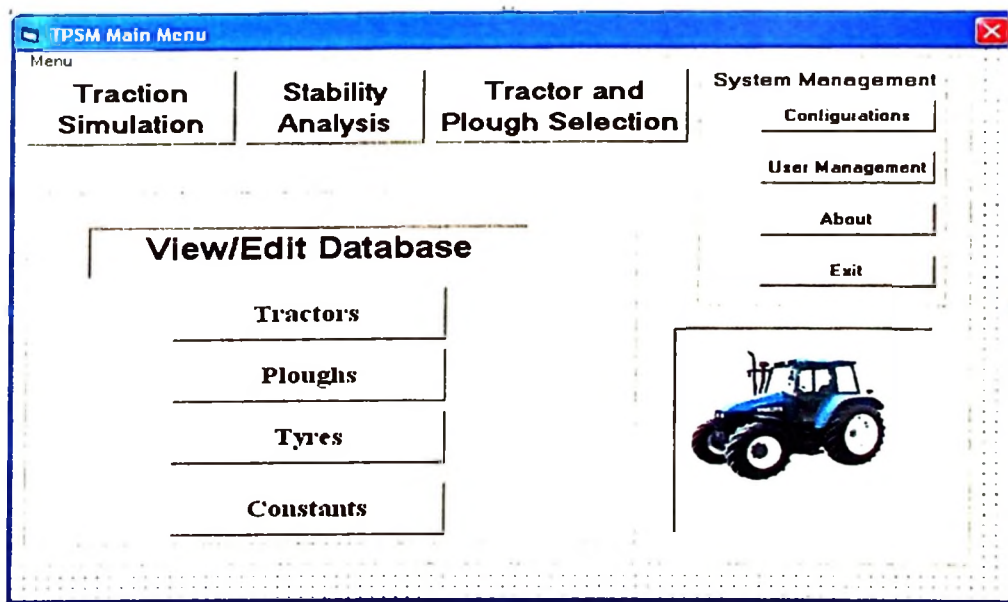 TPSM Main Menu
Menu
Traction
Simulation
Stability
Analysis
Tractor and
Plough Selection
System Management
Configurations
User Management
About
Exit
View/Edit Database
Tractors
Ploughs
Tyres
Constants